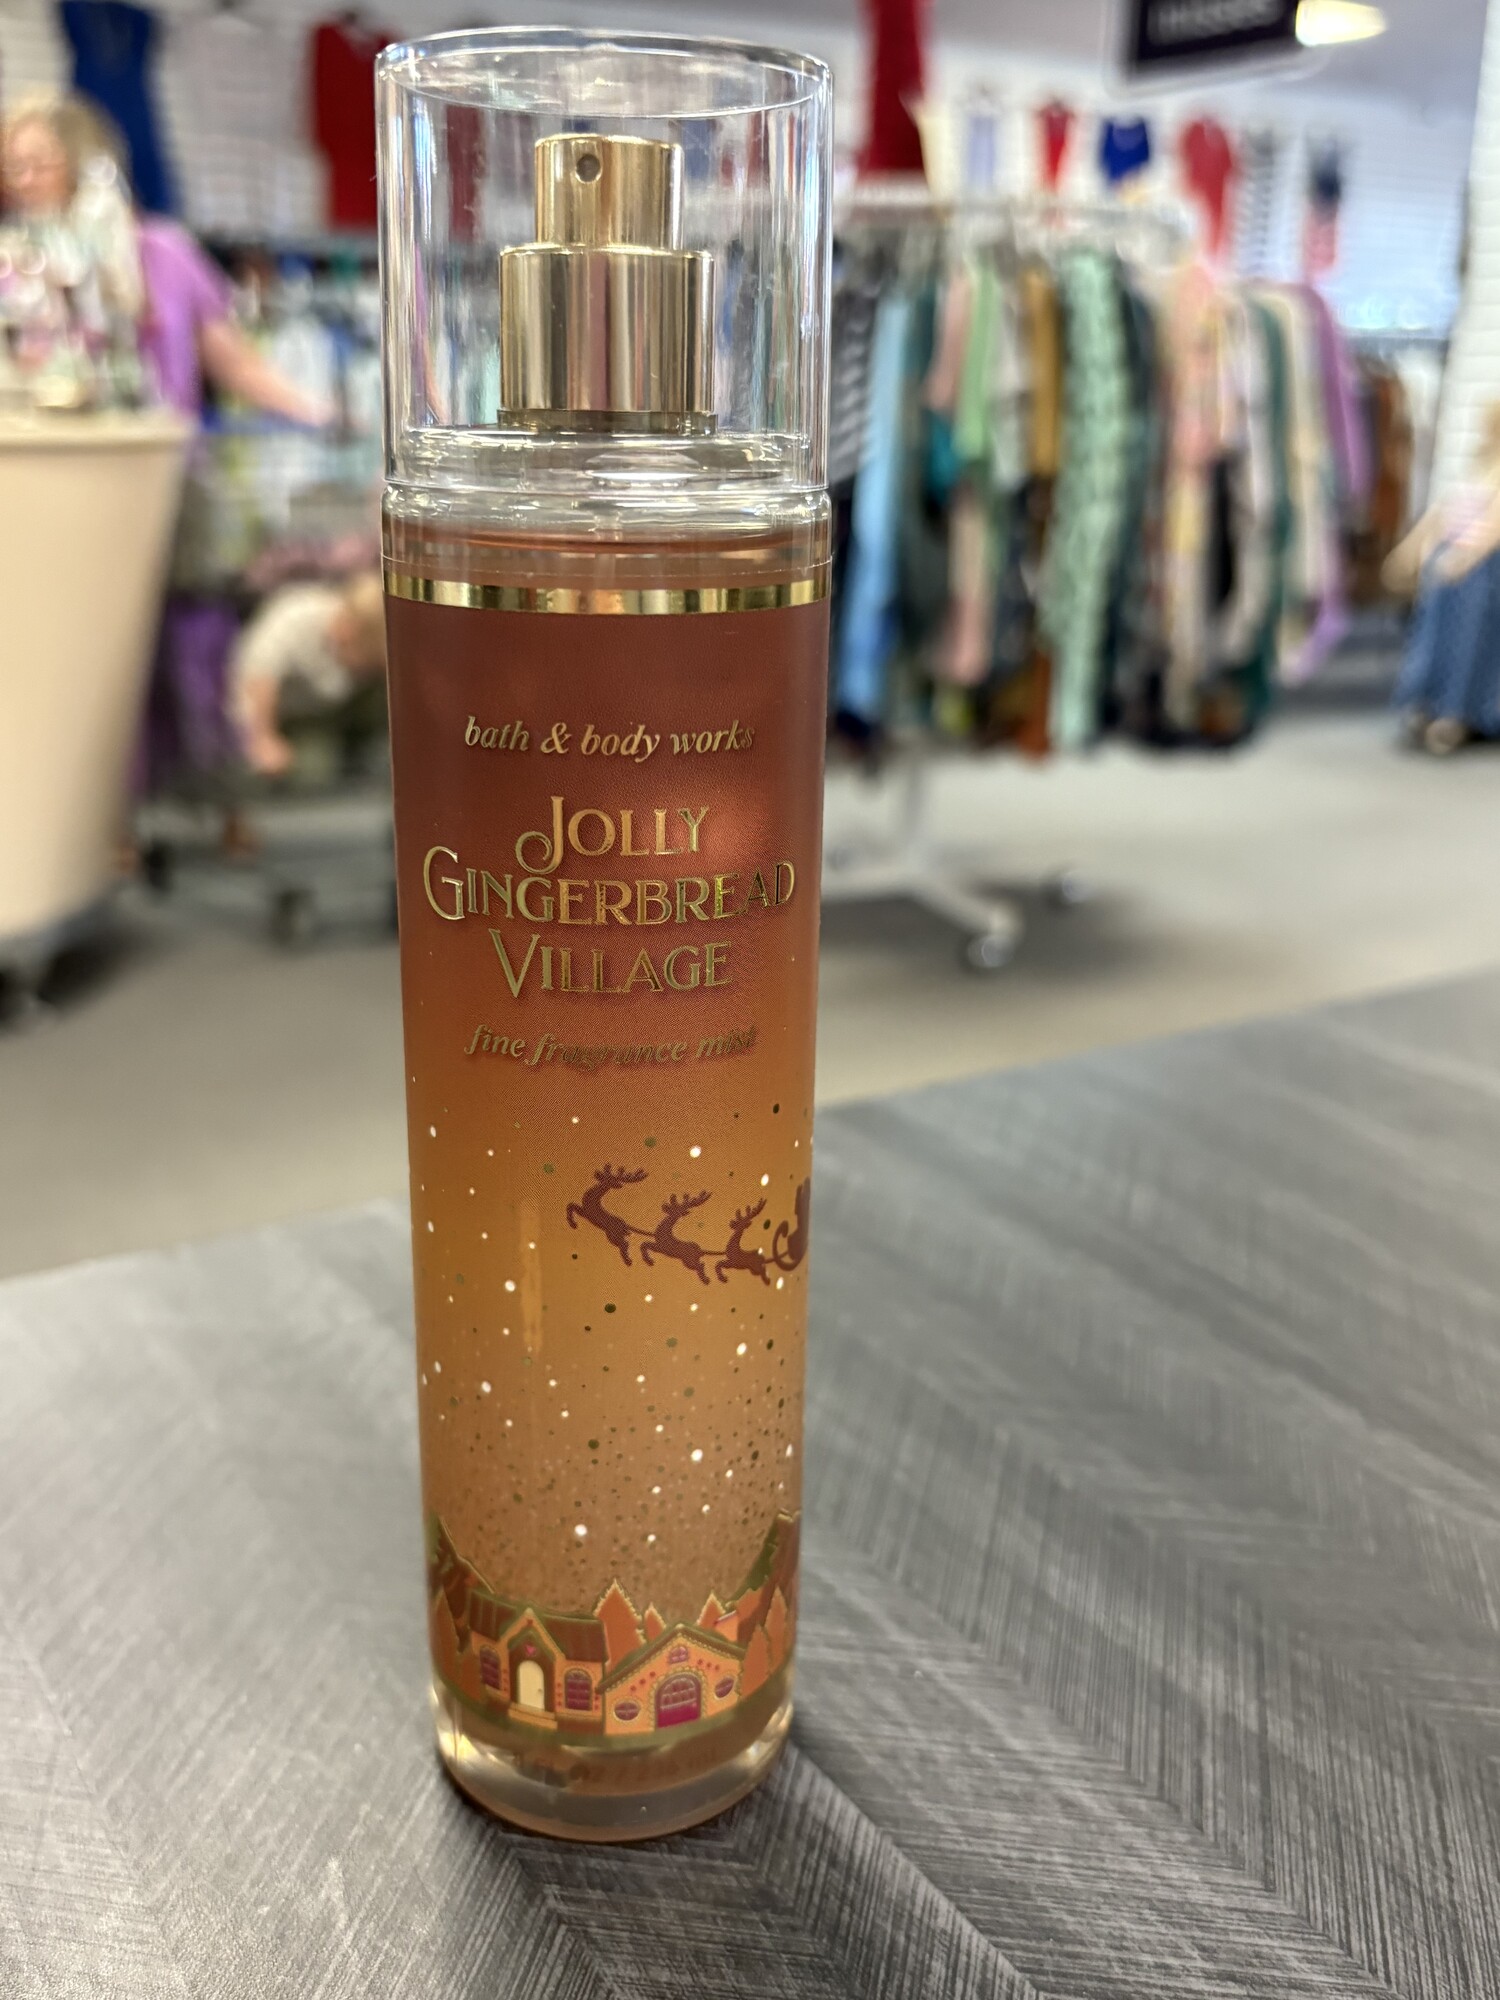 bath & body works
JOLLY
GINGERBREAD
VILLAGE
fine fragrance mist